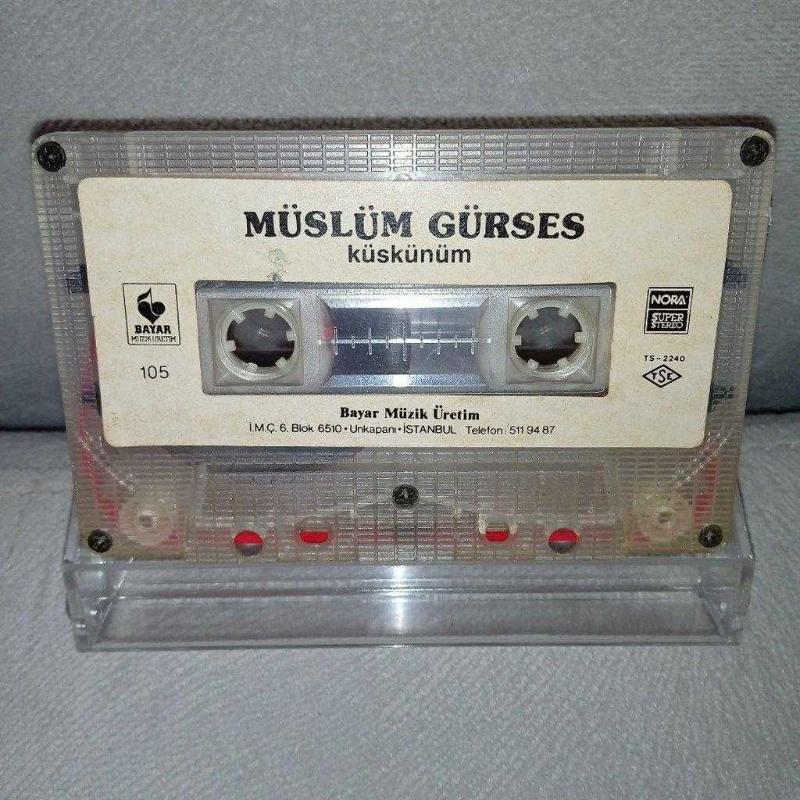 MÜSLÜM GÜRSES
küskünüm
BAYAR
MÜZİK ÜRETİM
105
NORA
SUPER
STEREO
TS-2240
TSE
Bayar Müzik Üretim
İ.M.Ç. 6. Blok 6510 • Unkapanı • İSTANBUL Telefon: 511 94 87